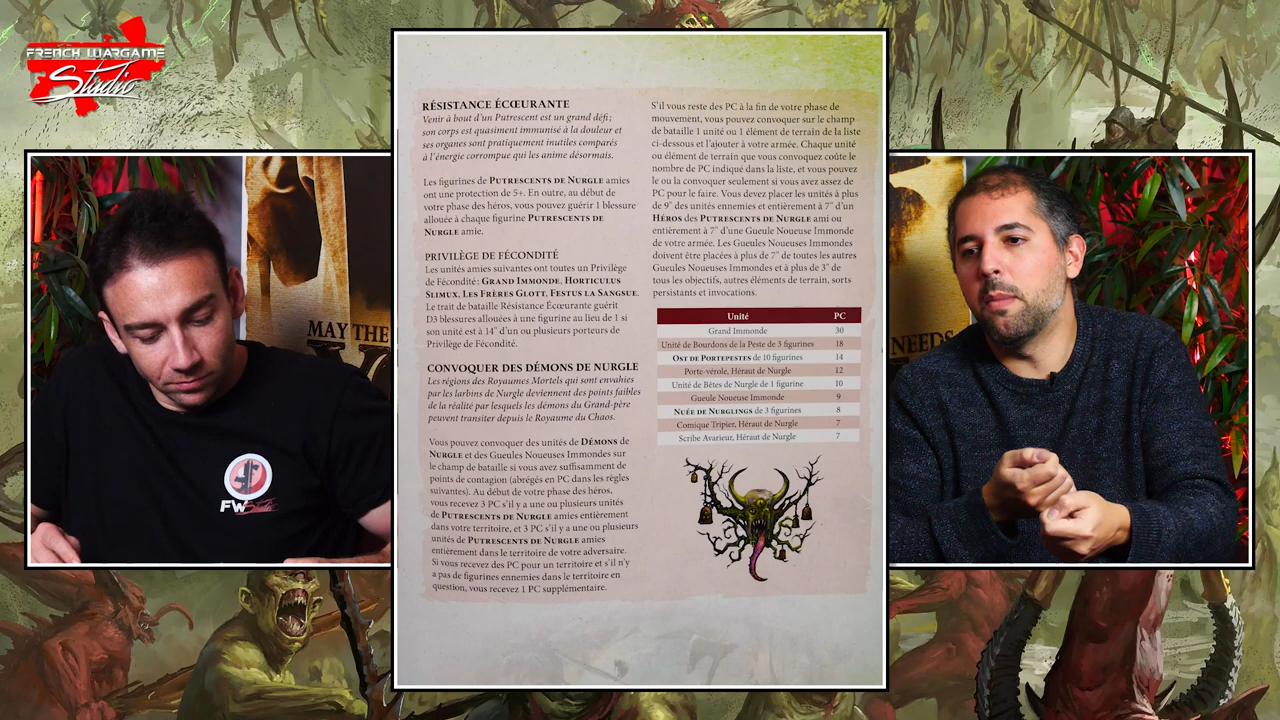 FRENCH WARGAME
Studio
MAY THE
NEEDS
FW Studio
RÉSISTANCE ÉCŒURANTE
Venir à bout d'un Putrescent est un grand défi ;
son corps est quasiment immunisé à la douleur et
ses organes sont pratiquement inutiles comparés
à l'énergie corrompue qui les anime désormais.
Les figurines de PUTRESCENTS DE NURGLE amies
ont une protection de 5+. En outre, au début de
votre phase des héros, vous pouvez guérir 1 blessure
allouée à chaque figurine PUTRESCENTS DE
NURGLE amie.
PRIVILÈGE DE FÉCONDITÉ
Les unités amies suivantes ont toutes un Privilège
de Fécondité : GRAND IMMONDE, HORTICULUS
SLIMUX, LES FRÈRES GLOTT, FESTUS LA SANGSUE.
Le trait de bataille Résistance Écœurante guérit
D3 blessures allouées à une figurine au lieu de 1 si
son unité est à 14" d'un ou plusieurs porteurs de
Privilège de Fécondité.
CONVOQUER DES DÉMONS DE NURGLE
Les régions des Royaumes Mortels qui sont envahies
par les larbins de Nurgle deviennent des points faibles
de la réalité par lesquels les démons du Grand-père
peuvent transiter depuis le Royaume du Chaos.
Vous pouvez convoquer des unités de DÉMONS DE
NURGLE et des Gueules Noueuses Immondes sur
le champ de bataille si vous avez suffisamment de
points de contagion (abrégés en PC dans les règles
suivantes). Au début de votre phase des héros,
vous recevez 3 PC s'il y a une ou plusieurs unités
de PUTRESCENTS DE NURGLE amies entièrement
dans votre territoire, et 3 PC s'il y a une ou plusieurs
unités de PUTRESCENTS DE NURGLE amies
entièrement dans le territoire de votre adversaire.
Si vous recevez des PC pour un territoire et s'il n'y
a pas de figurines ennemies dans le territoire en
question, vous recevez 1 PC supplémentaire.
S'il vous reste des PC à la fin de votre phase de
mouvement, vous pouvez convoquer sur le champ
de bataille 1 unité ou 1 élément de terrain de la liste
ci-dessous et l'ajouter à votre armée. Chaque unité
ou élément de terrain que vous convoquez coûte le
nombre de PC indiqué dans la liste, et vous pouvez
le ou la convoquer seulement si vous avez assez de
PC pour le faire. Vous devez placer les unités à plus
de 9" des unités ennemies et entièrement à 7" d'un
HÉROS des PUTRESCENTS DE NURGLE ami ou
entièrement à 7" d'une Gueule Noueuse Immonde
de votre armée. Les Gueules Noueuses Immondes
doivent être placées à plus de 7" de toutes les autres
Gueules Noueuses Immondes et à plus de 3" de
tous les objectifs, autres éléments de terrain, sorts
persistants et invocations.
Unité PC
Grand Immonde 30
Unité de Bourdons de la Peste de 3 figurines 18
OST DE PORTEPESTES de 10 figurines 14
Porte-vérole, Héraut de Nurgle 12
Unité de Bêtes de Nurgle de 1 figurine 10
Gueule Noueuse Immonde 9
NUÉE DE NURGLINGS de 3 figurines 8
Comique Tripier, Héraut de Nurgle 7
Scribe Avarieur, Héraut de Nurgle 7